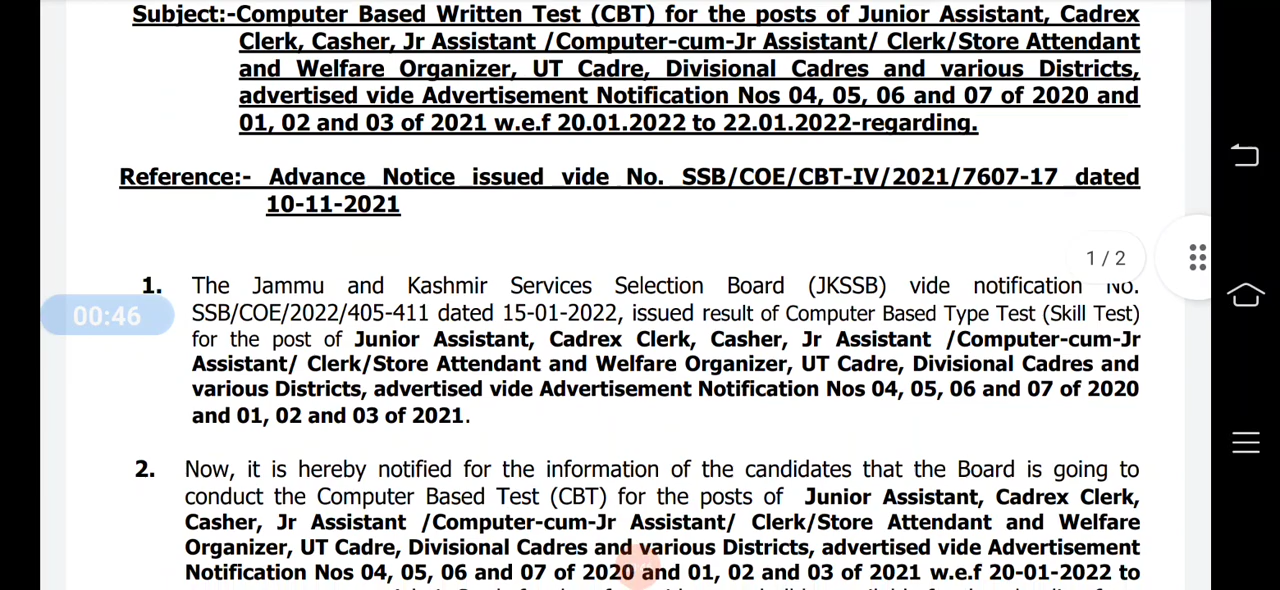 Subject:-Computer Based Written Test (CBT) for the posts of Junior Assistant, Cadrex
Clerk, Casher, Jr Assistant /Computer-cum-Jr Assistant/ Clerk/Store Attendant
and Welfare Organizer, UT Cadre, Divisional Cadres and various Districts,
advertised vide Advertisement Notification Nos 04, 05, 06 and 07 of 2020 and
01, 02 and 03 of 2021 w.e.f 20.01.2022 to 22.01.2022-regarding.
Reference:- Advance Notice issued vide No. SSB/COE/CBT-IV/2021/7607-17 dated
10-11-2021
1 / 2
1. The Jammu and Kashmir Services Selection Board (JKSSB) vide notification No.
00:46
SSB/COE/2022/405-411 dated 15-01-2022, issued result of Computer Based Type Test (Skill Test)
for the post of Junior Assistant, Cadrex Clerk, Casher, Jr Assistant /Computer-cum-Jr
Assistant/ Clerk/Store Attendant and Welfare Organizer, UT Cadre, Divisional Cadres and
various Districts, advertised vide Advertisement Notification Nos 04, 05, 06 and 07 of 2020
and 01, 02 and 03 of 2021.
2. Now, it is hereby notified for the information of the candidates that the Board is going to
conduct the Computer Based Test (CBT) for the posts of Junior Assistant, Cadrex Clerk,
Casher, Jr Assistant /Computer-cum-Jr Assistant/ Clerk/Store Attendant and Welfare
Organizer, UT Cadre, Divisional Cadres and various Districts, advertised vide Advertisement
Notification Nos 04, 05, 06 and 07 of 2020 and 01, 02 and 03 of 2021 w.e.f 20-01-2022 to